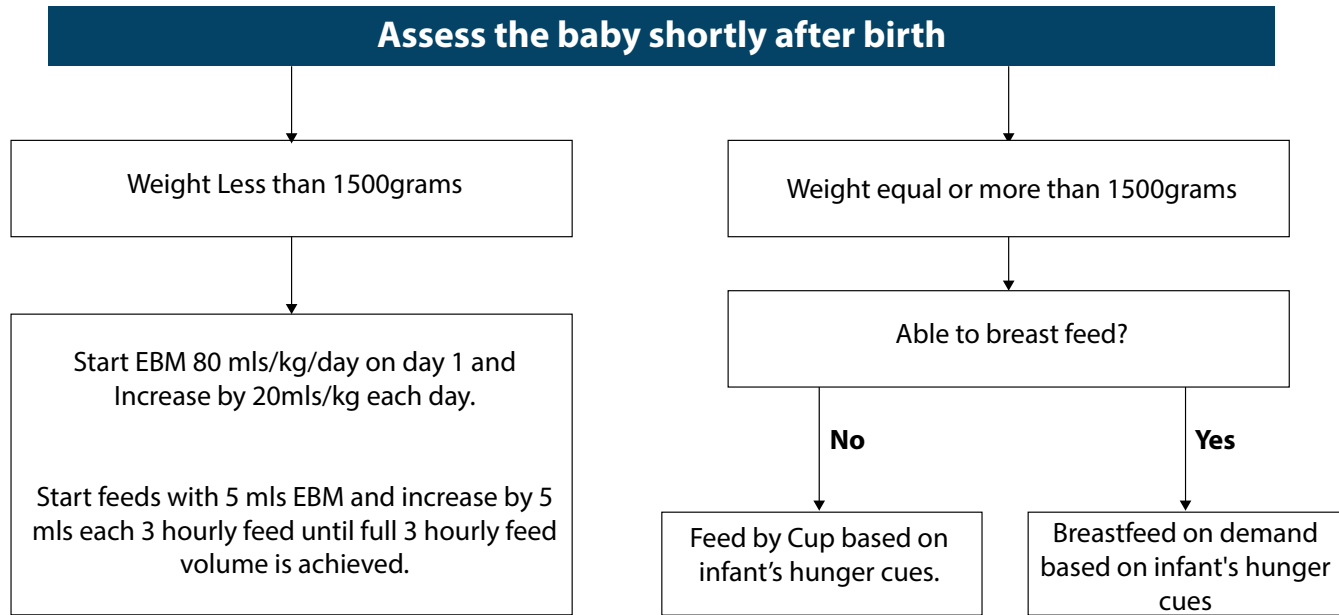 Assess the baby shortly after birth
Weight Less than 1500grams
Start EBM 80 mls/kg/day on day 1 and
Increase by 20mls/kg each day.
Start feeds with 5 mls EBM and increase by 5
mls each 3 hourly feed until full 3 hourly feed
volume is achieved.
Weight equal or more than 1500grams
Able to breast feed?
No
Yes
Feed by Cup based on
infant’s hunger cues.
Breastfeed on demand
based on infant's hunger
cues